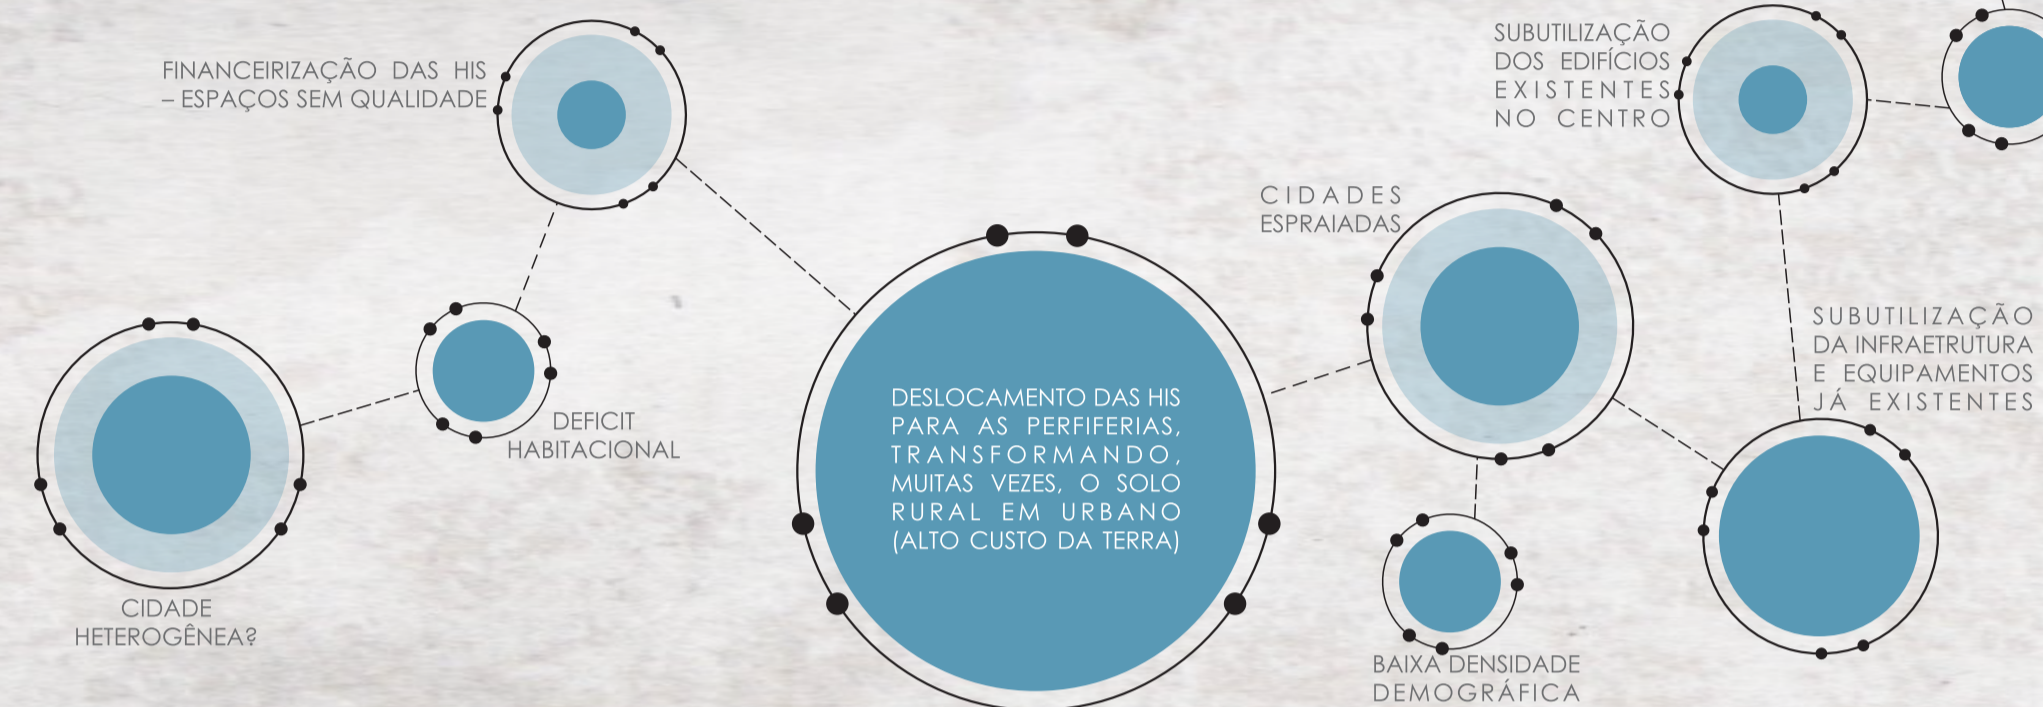 FINANCEIRIZAÇÃO DAS HIS
– ESPAÇOS SEM QUALIDADE
CIDADE
HETEROGÊNEA?
DEFICIT
HABITACIONAL
DESLOCAMENTO DAS HIS
PARA AS PERFIFERIAS,
TRANSFORMANDO,
MUITAS VEZES, O SOLO
RURAL EM URBANO
(ALTO CUSTO DA TERRA)
CIDADES
ESPRAIADAS
BAIXA DENSIDADE
DEMOGRÁFICA
SUBUTILIZAÇÃO
DOS EDIFÍCIOS
EXISTENTES
NO CENTRO
SUBUTILIZAÇÃO
DA INFRAETRUTURA
E EQUIPAMENTOS
JÁ EXISTENTES